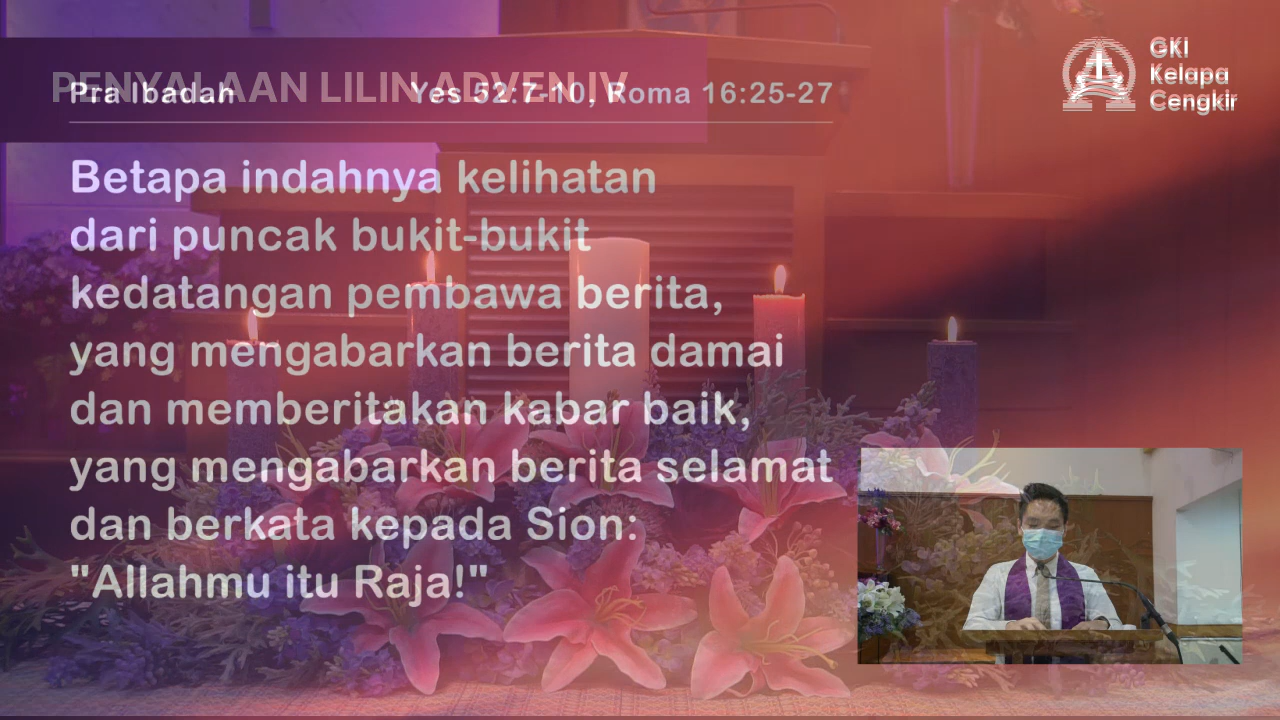 PENYALAAN LILIN ADVEN IV
Pra Ibadah
Yes 52:7-10, Roma 16:25-27
GKI
Kelapa
Cengkir
Betapa indahnya kelihatan
dari puncak bukit-bukit
kedatangan pembawa berita,
yang mengabarkan berita damai
dan memberitakan kabar baik,
yang mengabarkan berita selamat
dan berkata kepada Sion:
"Allahmu itu Raja!"